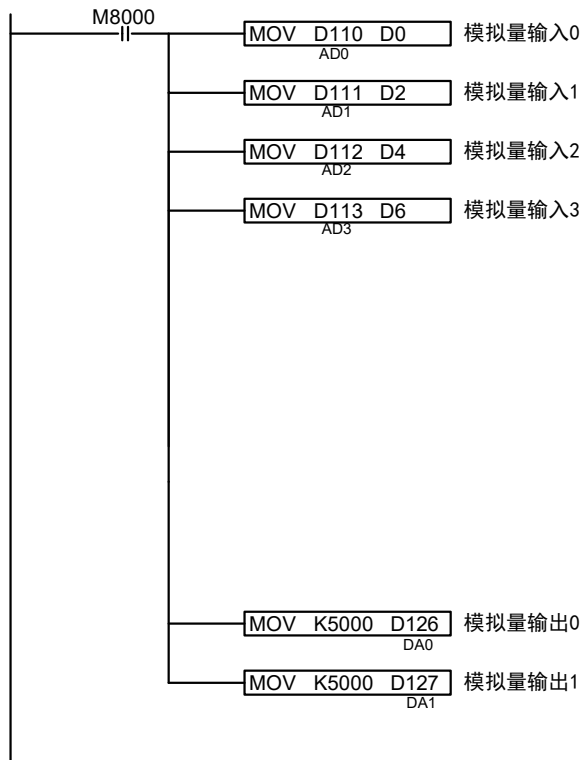 M8000
MOV D110 D0 模拟量输入0
AD0
MOV D111 D2 模拟量输入1
AD1
MOV D112 D4 模拟量输入2
AD2
MOV D113 D6 模拟量输入3
AD3
MOV K5000 D126 模拟量输出0
DA0
MOV K5000 D127 模拟量输出1
DA1